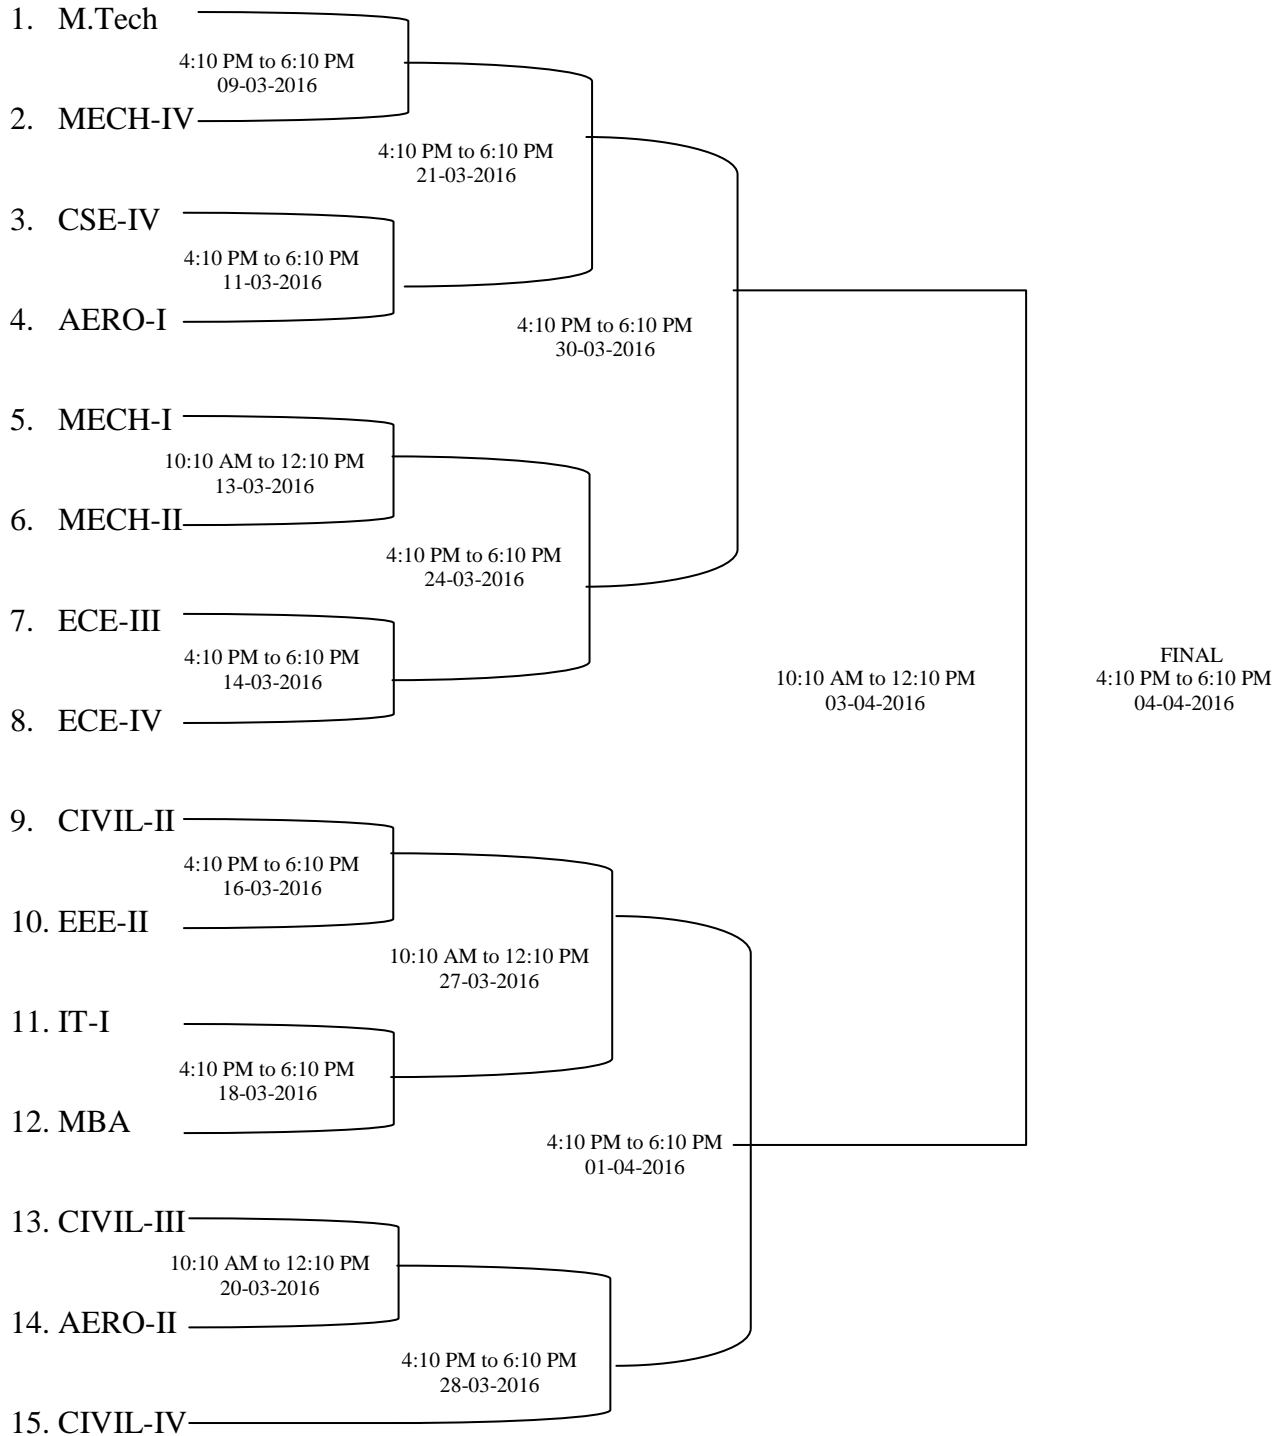 1. M.Tech
4:10 PM to 6:10 PM
09-03-2016
2. MECH-IV
4:10 PM to 6:10 PM
21-03-2016
3. CSE-IV
4:10 PM to 6:10 PM
11-03-2016
4. AERO-I
4:10 PM to 6:10 PM
30-03-2016
5. MECH-I
10:10 AM to 12:10 PM
13-03-2016
6. MECH-II
4:10 PM to 6:10 PM
24-03-2016
7. ECE-III
4:10 PM to 6:10 PM
14-03-2016
8. ECE-IV
10:10 AM to 12:10 PM
03-04-2016
FINAL
4:10 PM to 6:10 PM
04-04-2016
9. CIVIL-II
4:10 PM to 6:10 PM
16-03-2016
10. EEE-II
10:10 AM to 12:10 PM
27-03-2016
11. IT-I
4:10 PM to 6:10 PM
18-03-2016
12. MBA
4:10 PM to 6:10 PM
01-04-2016
13. CIVIL-III
10:10 AM to 12:10 PM
20-03-2016
14. AERO-II
4:10 PM to 6:10 PM
28-03-2016
15. CIVIL-IV